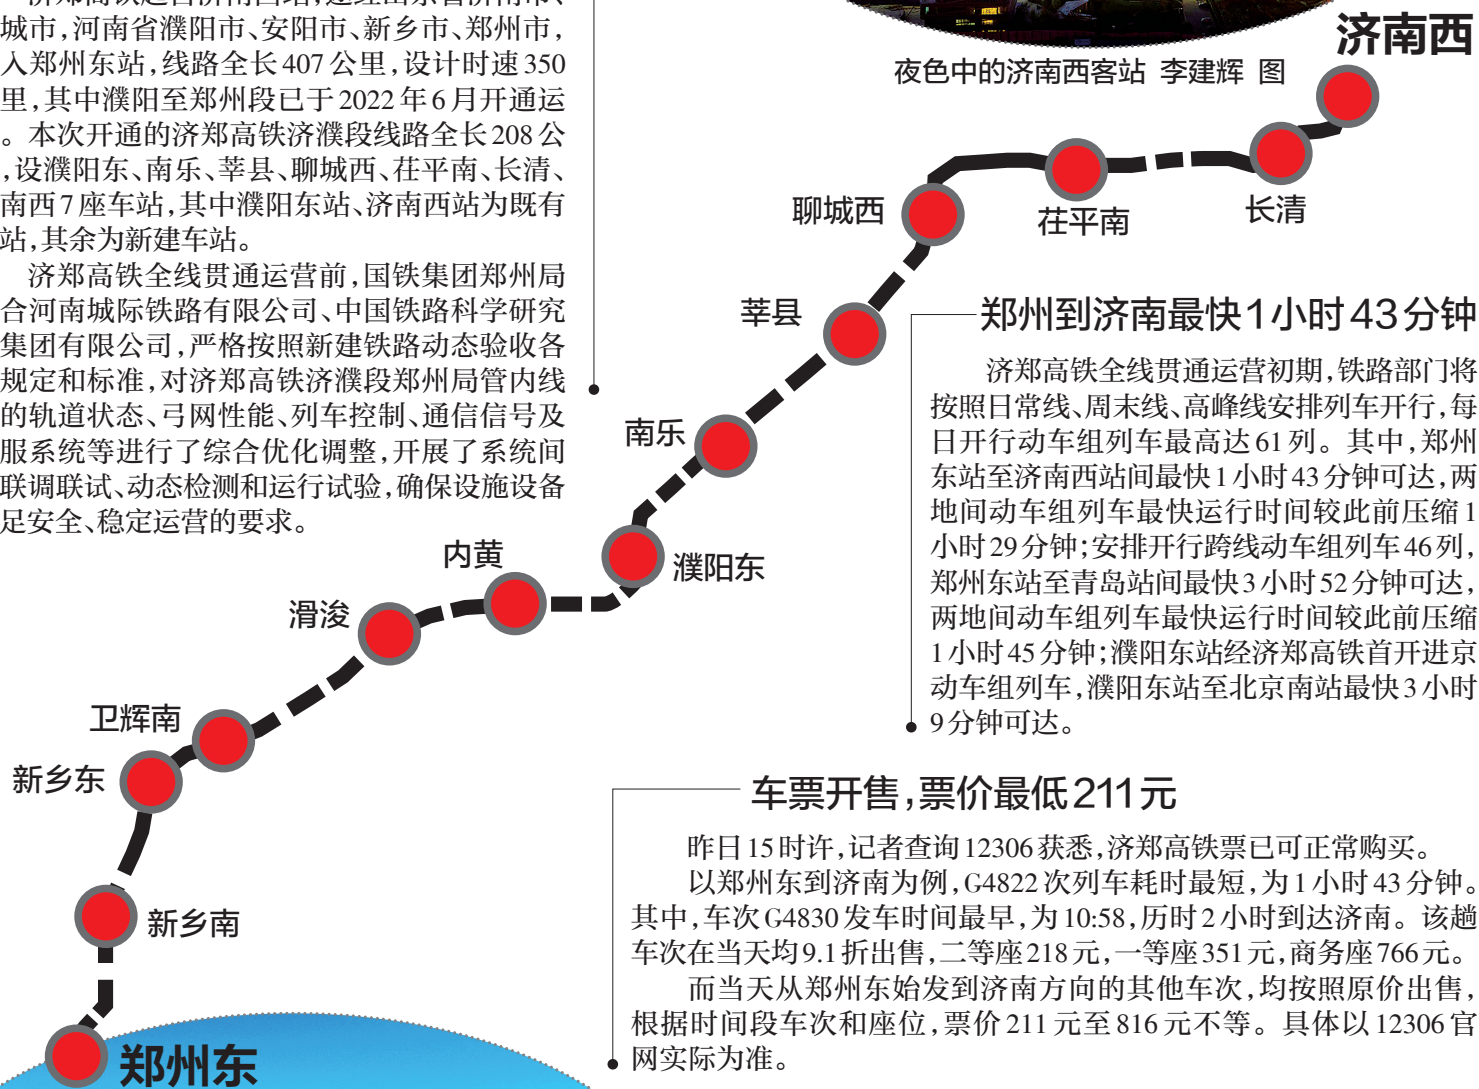 济郑高铁起自济南西站,途经山东省济南市、
城市,河南省濮阳市、安阳市、新乡市、郑州市,
入郑州东站,线路全长407公里,设计时速350
里,其中濮阳至郑州段已于2022年6月开通运
。本次开通的济郑高铁济濮段线路全长208公
,设濮阳东、南乐、莘县、聊城西、茌平南、长清、
南西7座车站,其中濮阳东站、济南西站为既有
站,其余为新建车站。
济郑高铁全线贯通运营前,国铁集团郑州局
合河南城际铁路有限公司、中国铁路科学研究
集团有限公司,严格按照新建铁路动态验收各
规定和标准,对济郑高铁济濮段郑州局管内线
的轨道状态、弓网性能、列车控制、通信信号及
服系统等进行了综合优化调整,开展了系统间
联调联试、动态检测和运行试验,确保设施设备
足安全、稳定运营的要求。
夜色中的济南西客站 李建辉 图
济南西
长清
茌平南
聊城西
莘县
南乐
濮阳东
内黄
滑浚
卫辉南
新乡东
新乡南
郑州东
郑州到济南最快1小时43分钟
济郑高铁全线贯通运营初期,铁路部门将
按照日常线、周末线、高峰线安排列车开行,每
日开行动车组列车最高达61列。其中,郑州
东站至济南西站间最快1小时43分钟可达,两
地间动车组列车最快运行时间较此前压缩1
小时29分钟;安排开行跨线动车组列车46列,
郑州东站至青岛站间最快3小时52分钟可达,
两地间动车组列车最快运行时间较此前压缩
1小时45分钟;濮阳东站经济郑高铁首开进京
动车组列车,濮阳东站至北京南站最快3小时
9分钟可达。
车票开售,票价最低211元
昨日15时许,记者查询12306获悉,济郑高铁票已可正常购买。
以郑州东到济南为例,G4822次列车耗时最短,为1小时43分钟。
其中,车次G4830发车时间最早,为10:58,历时2小时到达济南。该趟
车次在当天均9.1折出售,二等座218元,一等座351元,商务座766元。
而当天从郑州东始发到济南方向的其他车次,均按照原价出售,
根据时间段车次和座位,票价211元至816元不等。具体以12306官
网实际为准。